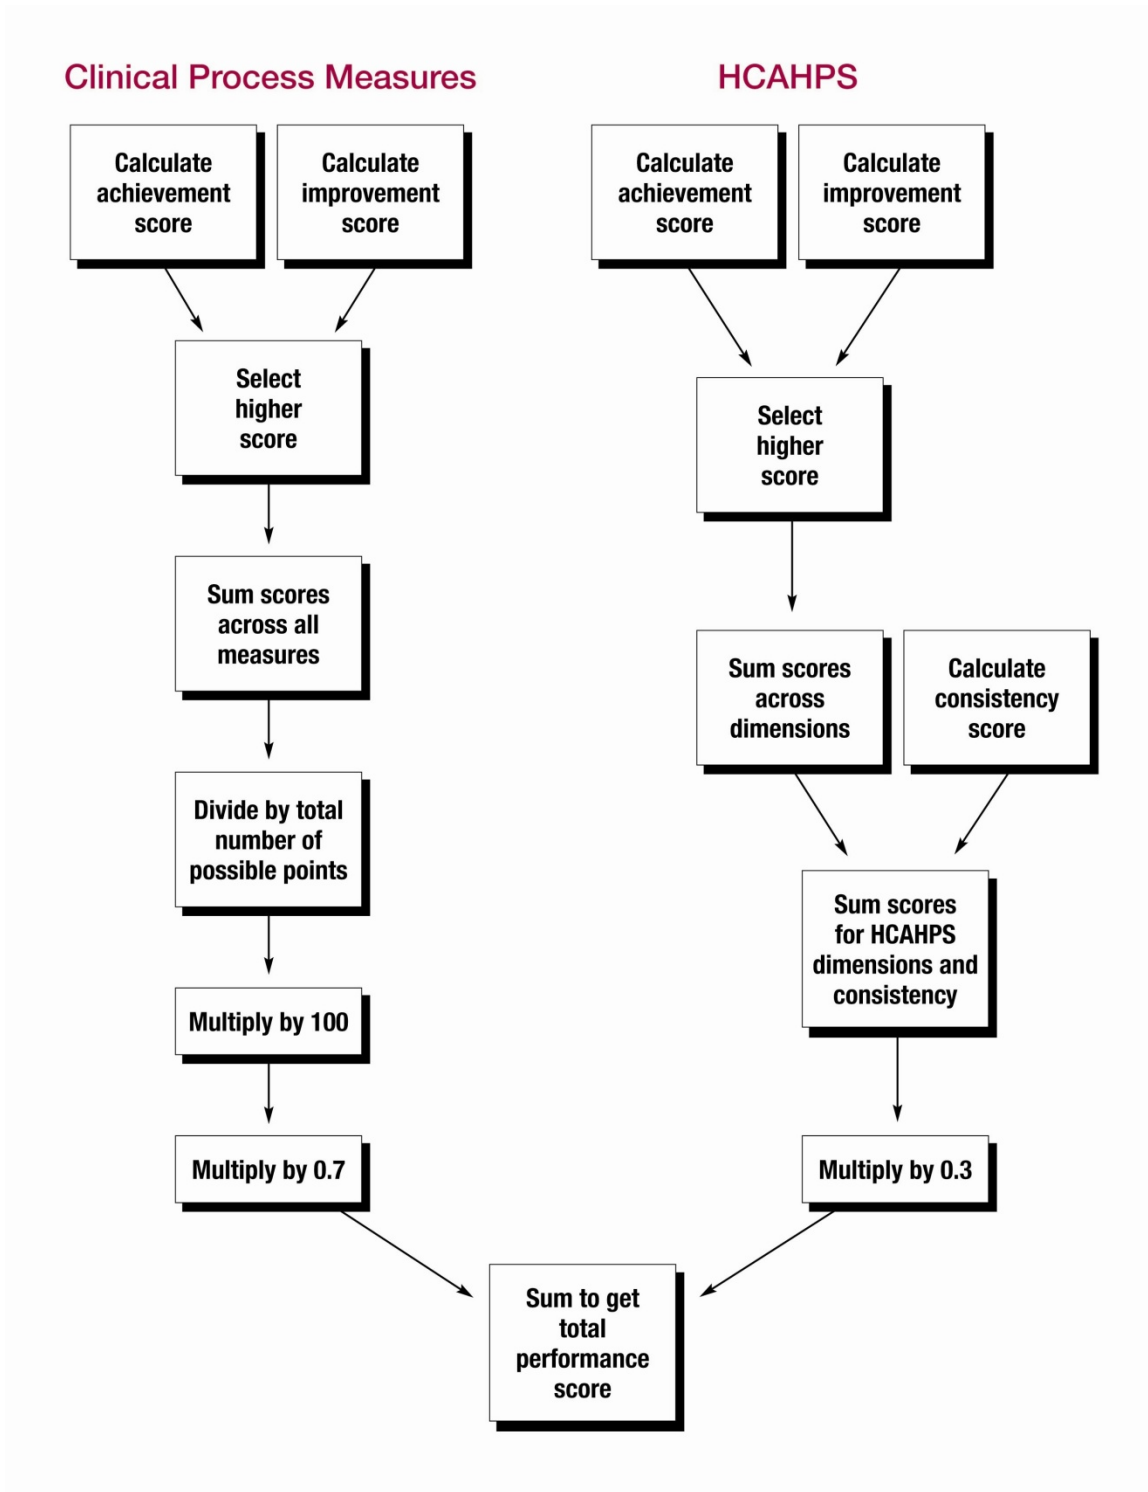 Clinical Process Measures
HCAHPS
Calculate
achievement
score
Calculate
improvement
score
Calculate
achievement
score
Calculate
improvement
score
Select
higher
score
Select
higher
score
Sum scores
across all
measures
Sum scores
across
dimensions
Calculate
consistency
score
Divide by total
number of
possible points
Sum scores
for HCAHPS
dimensions and
consistency
Multiply by 100
Multiply by 0.7
Multiply by 0.3
Sum to get
total
performance
score